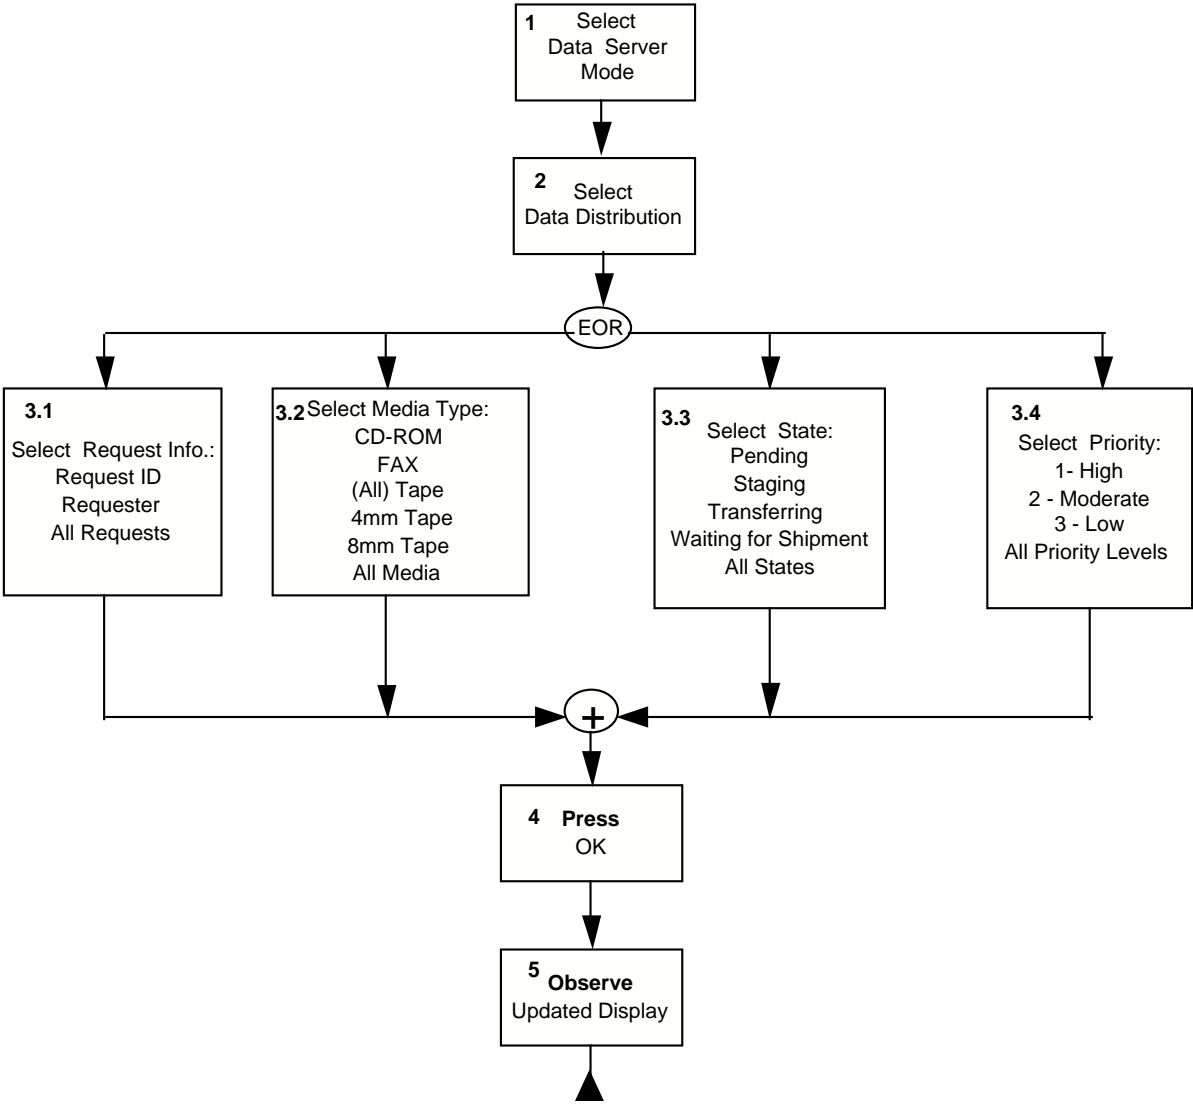 1
Select
Data Server
Mode
2
Select
Data Distribution
EOR
3.1
Select Request Info.:
Request ID
Requester
All Requests
3.2 Select Media Type:
CD-ROM
FAX
(All) Tape
4mm Tape
8mm Tape
All Media
3.3
Select State:
Pending
Staging
Transferring
Waiting for Shipment
All States
3.4
Select Priority:
1- High
2 - Moderate
3 - Low
All Priority Levels
+
4 Press
OK
5
Observe
Updated Display